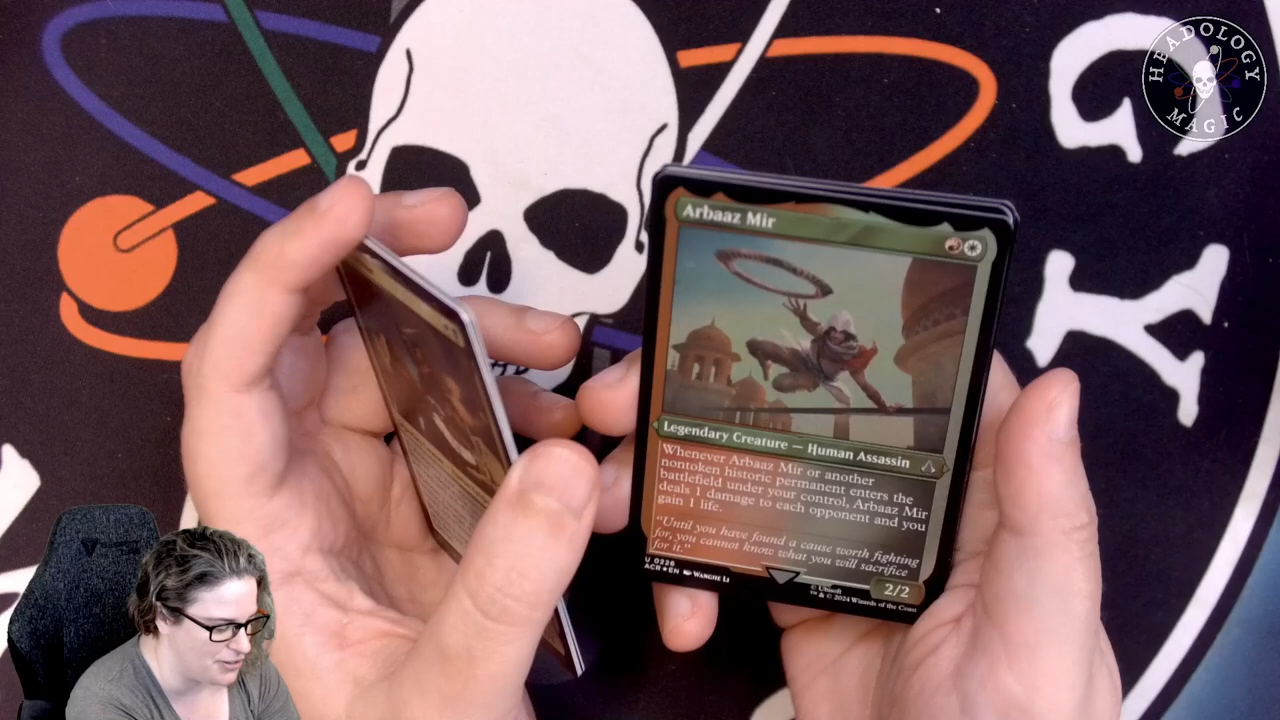 HEADOLOGY
MAGIC
Arbaaz Mir
Legendary Creature — Human Assassin
Whenever Arbaaz Mir or another
nontoken historic permanent enters the
battlefield under your control, Arbaaz Mir
deals 1 damage to each opponent and you
gain 1 life.
"Until you have found a cause worth fighting
for, you cannot know what you will sacrifice
for it."
U 0226
ACR★EN Wangjie Li
© Ubisoft
™ & © 2024 Wizards of the Coast
2/2